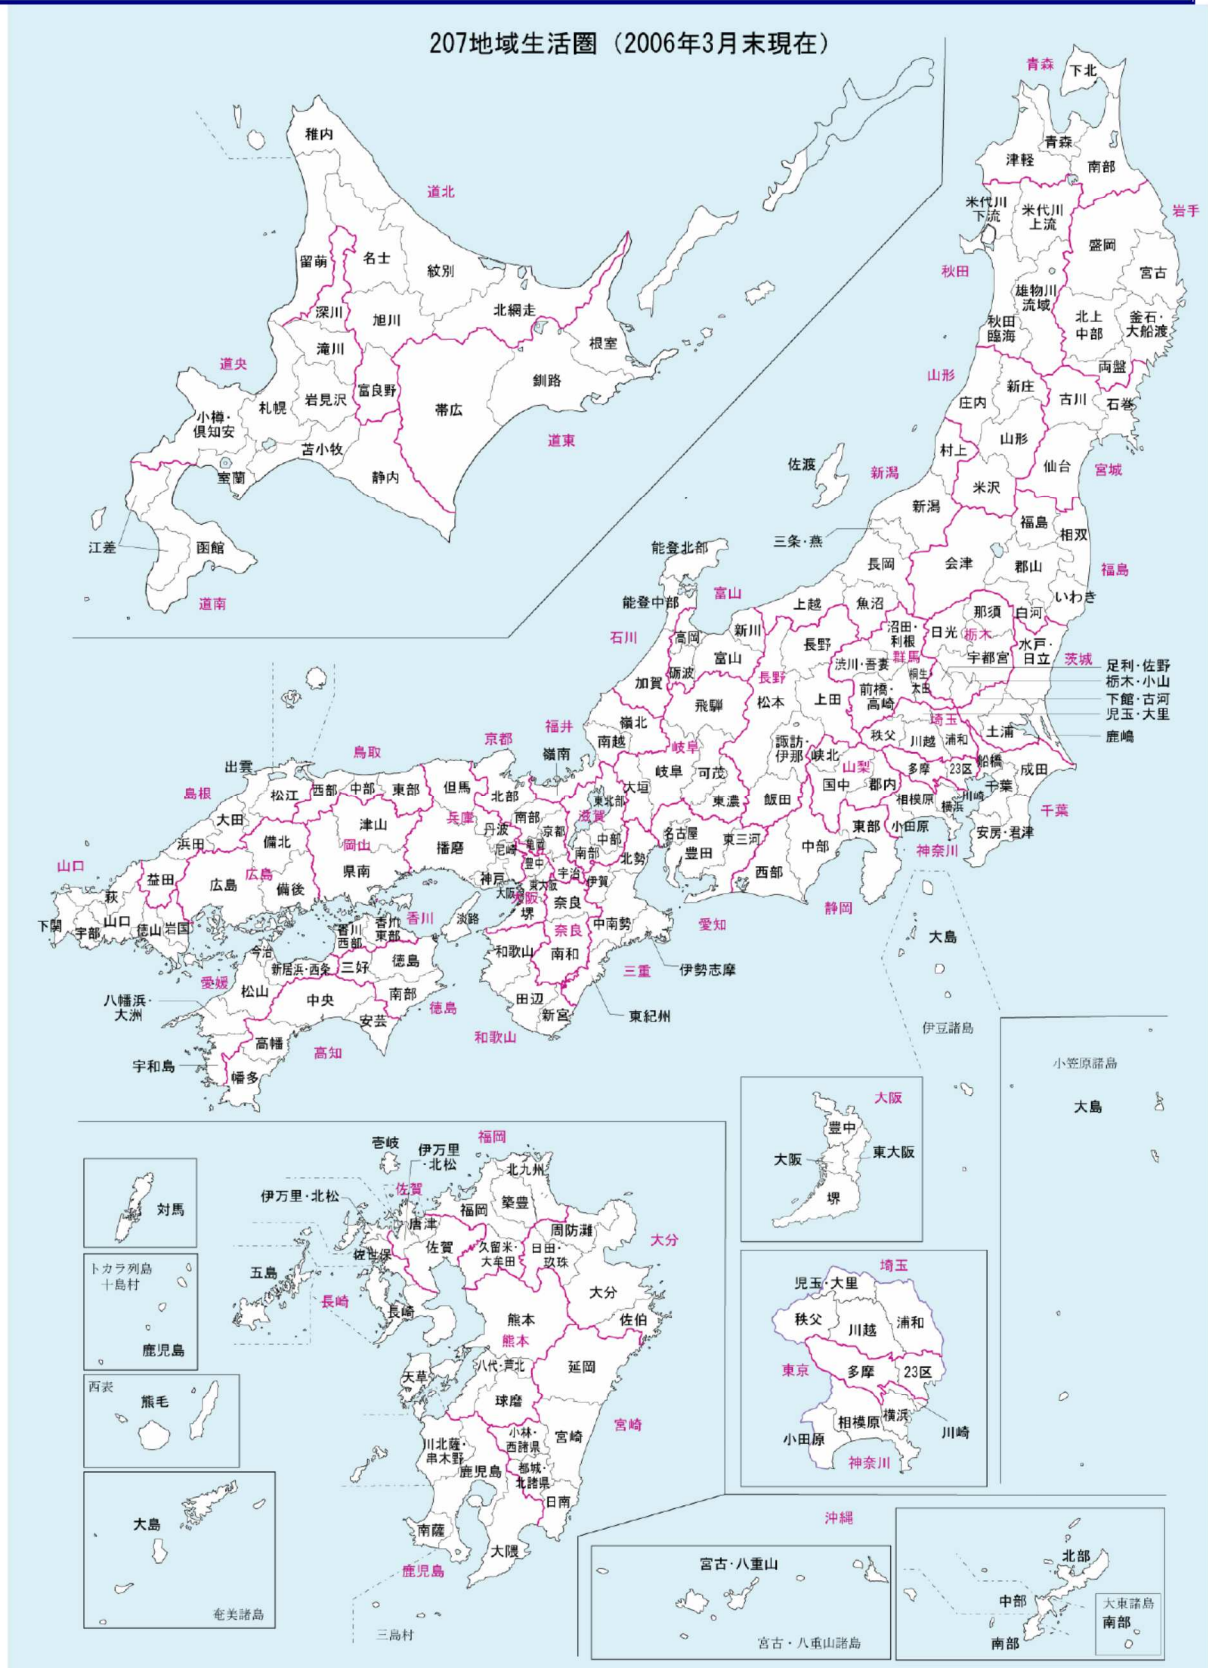 207地域生活圏（2006年3月末現在）
稚内
道北
留萌
名士
紋別
深川
旭川
北網走
滝川
根室
道央
富良野
釧路
札幌
岩見沢
帯広
小樽・
倶知安
苫小牧
道東
室蘭
静内
江差
函館
道南
青森
下北
青森
津軽
南部
米代川
下流
米代川
上流
岩手
盛岡
秋田
宮古
雄物川
流域
秋田
臨海
北上
中部
釜石・
大船渡
両盤
山形
新庄
庄内
古川
石巻
山形
村上
仙台
宮城
米沢
佐渡
新潟
新潟
福島
相双
三条・燕
長岡
会津
郡山
福島
いわき
白河
上越
魚沼
能登北部
能登中部
富山
石川
高岡
新川
富山
砺波
加賀
長野
沼田・
利根
日光
那須
栃木
水戸・
日立
渋川・吾妻
群馬
宇都宮
茨城
足利・佐野
栃木・小山
下館・古河
児玉・大里
鹿嶋
桐生・
太田
前橋・
高崎
長野
松本
上田
飛騨
福井
嶺北
南越
嶺南
岐阜
岐阜
可茂
大垣
東濃
諏訪・
伊那
飯田
峡北
山梨
国中
郡内
東部
秩父
川越
埼玉
浦和
土浦
多摩
23区
船橋
成田
相模原
川崎
横浜
千葉
千葉
小田原
安房・君津
神奈川
名古屋
豊田
東三河
西部
中部
静岡
愛知
京都
北部
南部
京都
亀岡
宇治
滋賀
東北部
中部
南部
北勢
伊賀
中南勢
三重
伊勢志摩
東紀州
鳥取
西部
中部
東部
但馬
兵庫
丹波
播磨
尼崎
神戸
淡路
豊中
大阪
東大阪
大阪
堺
奈良
奈良
南和
和歌山
田辺
新宮
和歌山
出雲
島根
松江
大田
浜田
益田
津山
岡山
県南
備北
広島
広島
備後
山口
萩
山口
下関
宇部
徳山
岩国
香川
香川
西部
香川
東部
今治
新居浜・西条
三好
徳島
愛媛
松山
南部
徳島
八幡浜・
大洲
中央
安芸
高幡
高知
宇和島
幡多
大島
伊豆諸島
小笠原諸島
大島
大阪
豊中
大阪
東大阪
堺
埼玉
児玉・大里
秩父
川越
浦和
東京
多摩
23区
相模原
横浜
川崎
小田原
神奈川
福岡
壱岐
伊万里
・北松
北九州
佐賀
伊万里・北松
唐津
福岡
築豊
周防灘
佐世保
佐賀
久留米・
大牟田
日田・
玖珠
大分
五島
長崎
長崎
大分
佐伯
熊本
熊本
延岡
八代・芦北
天草
球磨
宮崎
川北薩・
串木野
小林・
西諸県
宮崎
鹿児島
都城・
北諸県
日南
南薩
大隅
鹿児島
三島村
対馬
トカラ列島
十島村
鹿児島
西表
熊毛
大島
奄美諸島
沖縄
宮古・八重山
宮古・八重山諸島
北部
中部
南部
大東諸島
南部